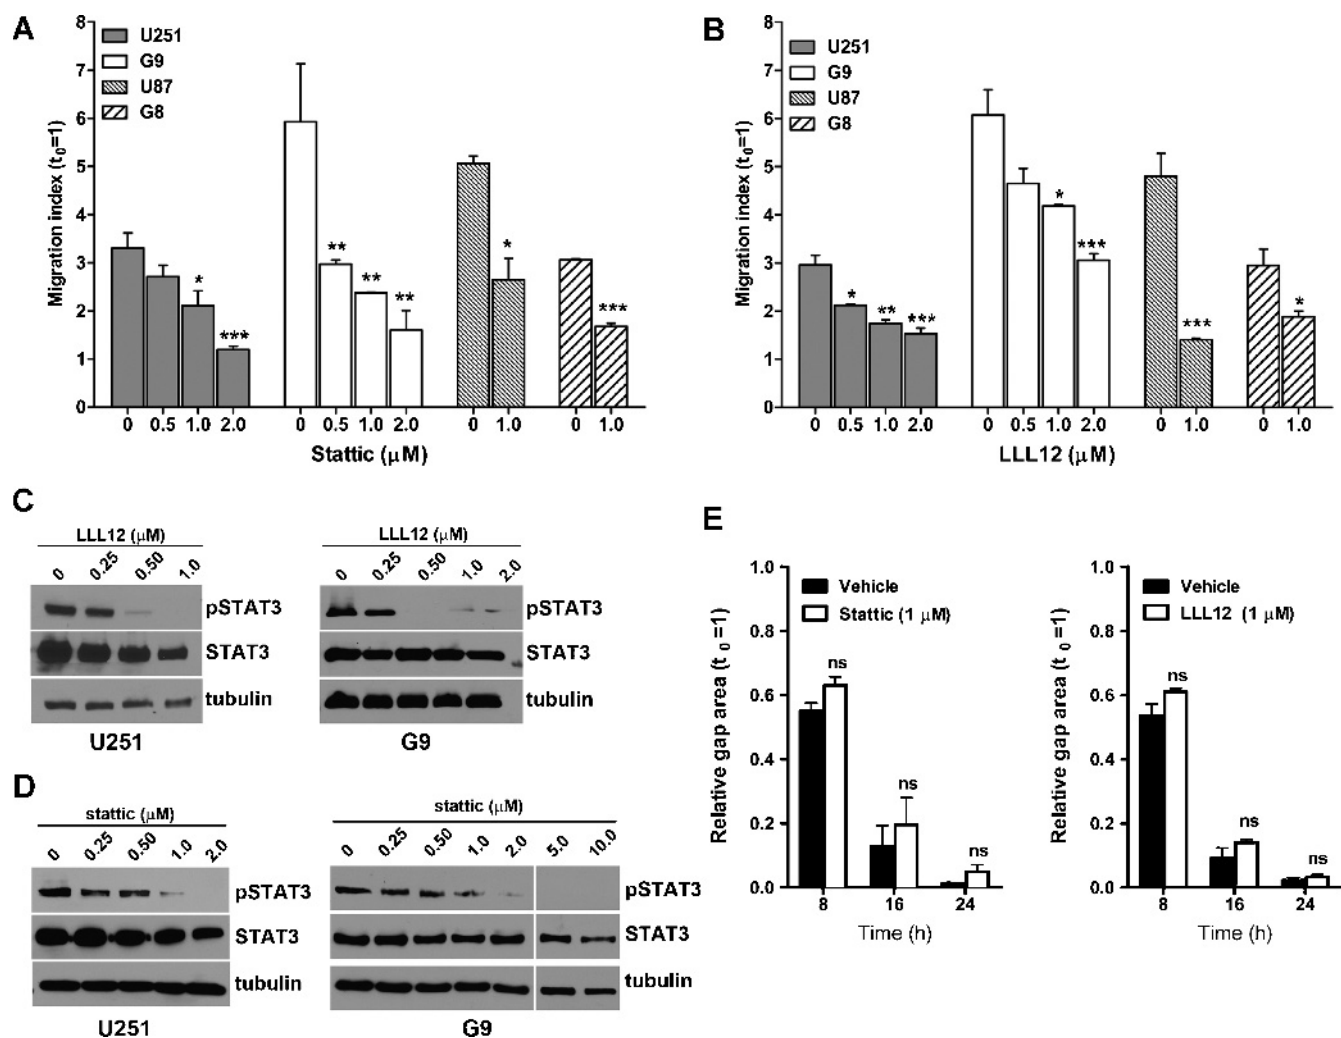 A
8
7
6
5
4
3
2
1
0
Migration index (t0=1)
U251
G9
U87
G8
* *** ** ** ** * ***
0 0.5 1.0 2.0 0 0.5 1.0 2.0 0 1.0 0 1.0
Stattic (μM)
B
8
7
6
5
4
3
2
1
0
Migration index (t0=1)
U251
G9
U87
G8
* ** *** * *** *** *
0 0.5 1.0 2.0 0 0.5 1.0 2.0 0 1.0 0 1.0
LLL12 (μM)
C
LLL12 (μM)
0 0.25 0.50 1.0
pSTAT3
STAT3
tubulin
U251
LLL12 (μM)
0 0.25 0.50 1.0 2.0
pSTAT3
STAT3
tubulin
G9
D
stattic (μM)
0 0.25 0.50 1.0 2.0
pSTAT3
STAT3
tubulin
U251
stattic (μM)
0 0.25 0.50 1.0 2.0 5.0 10.0
pSTAT3
STAT3
tubulin
G9
E
1.0
0.8
0.6
0.4
0.2
0.0
Relative gap area (t 0 =1)
Vehicle
Stattic (1 μM)
ns
ns
ns
8 16 24
Time (h)
1.0
0.8
0.6
0.4
0.2
0.0
Relative gap area (t 0 =1)
Vehicle
LLL12 (1 μM)
ns
ns
ns
8 16 24
Time (h)